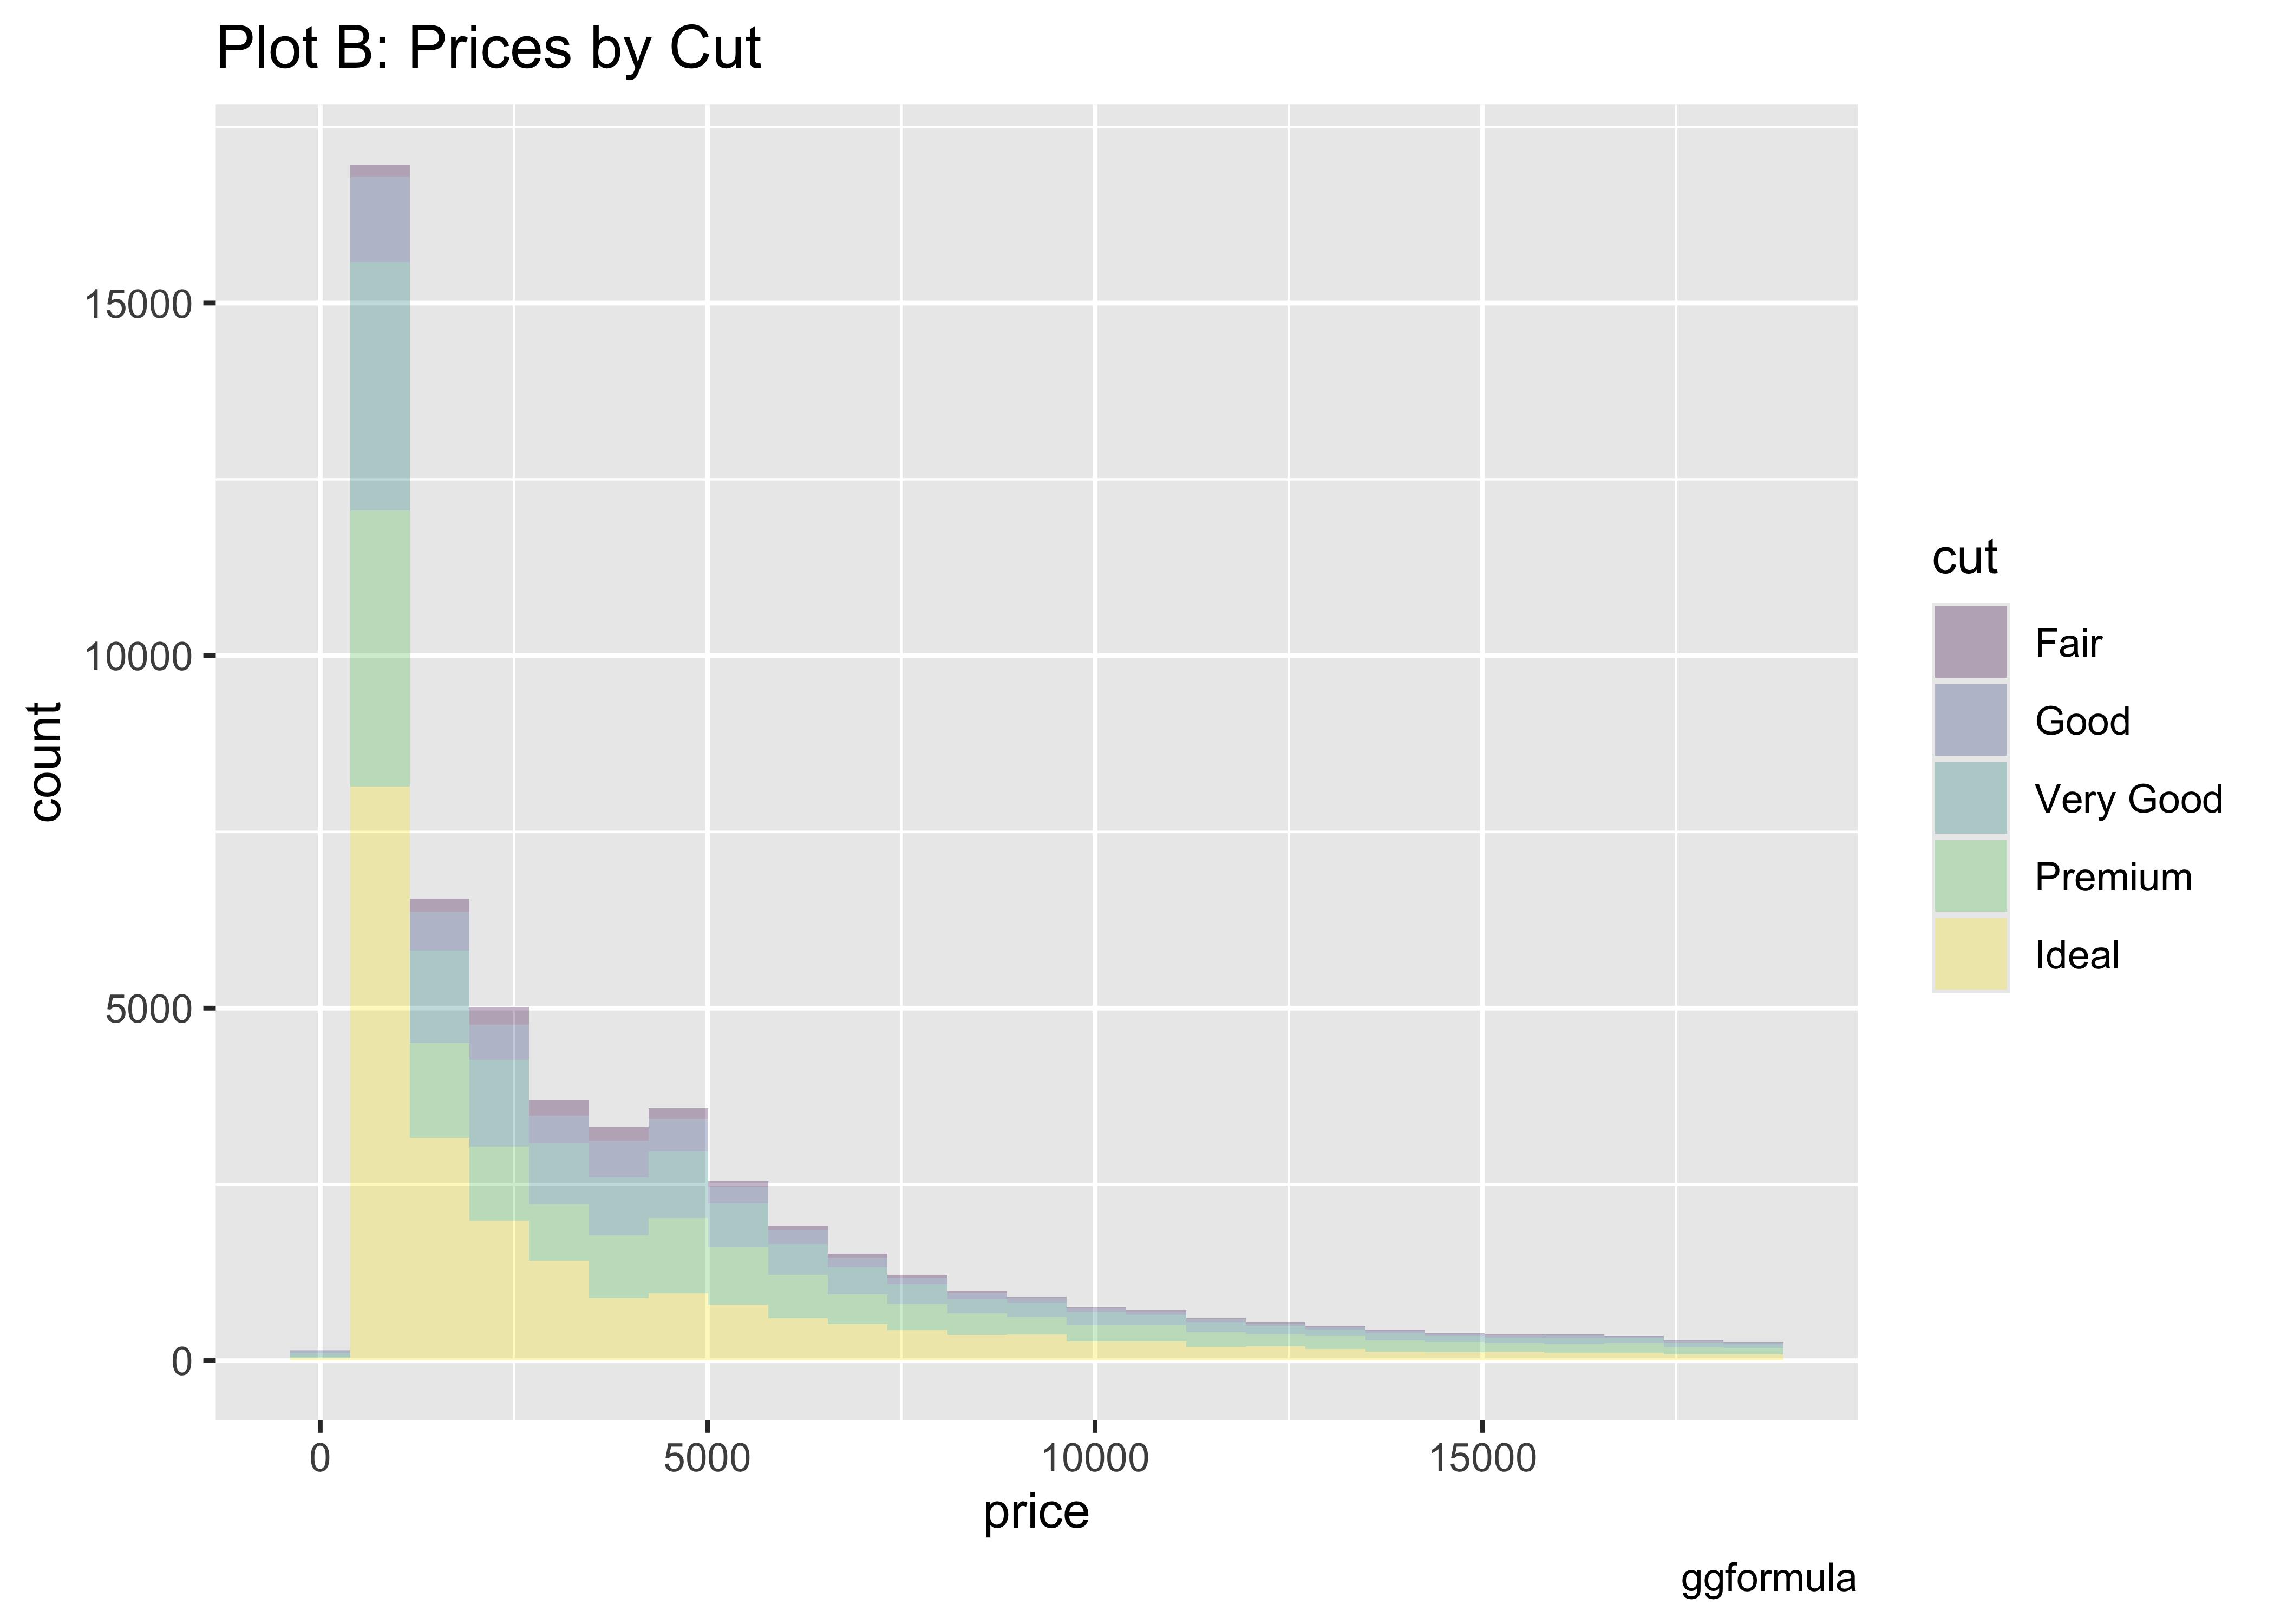 Plot B: Prices by Cut
15000
10000
5000
0
count
0
5000
10000
15000
price
cut
Fair
Good
Very Good
Premium
Ideal
ggformula